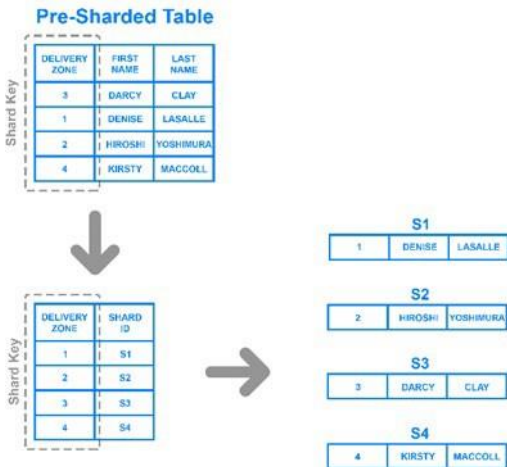 Pre-Sharded Table
Shard Key
DELIVERY ZONE FIRST NAME LAST NAME
3 DARCY CLAY
1 DENISE LASALLE
2 HIROSHI YOSHIMURA
4 KIRSTY MACCOLL
Shard Key
DELIVERY ZONE SHARD ID
1 S1
2 S2
3 S3
4 S4
S1
1 DENISE LASALLE
S2
2 HIROSHI YOSHIMURA
S3
3 DARCY CLAY
S4
4 KIRSTY MACCOLL